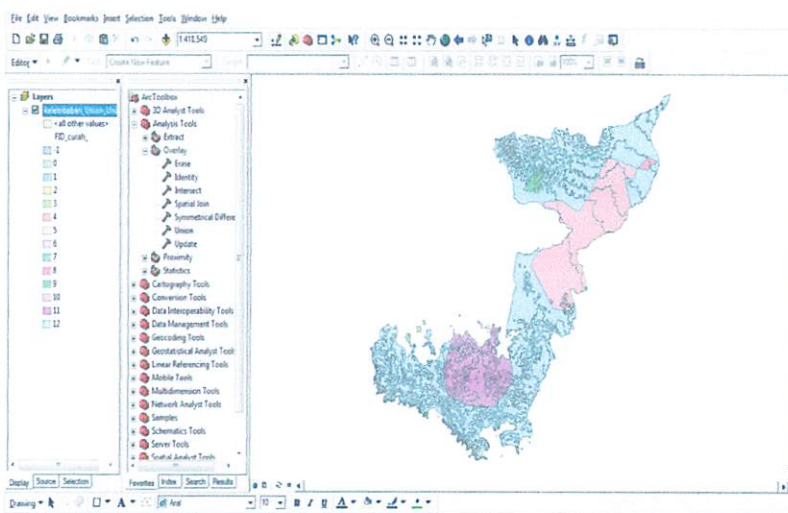 File Edit View Bookmarks Insert Selection Tools Window Help
1:418,549
Editor
Create New Feature
100%
Layers
<all other values>
FID_curah_
-1
0
1
2
3
4
5
6
7
8
9
10
11
12
Display Source Selection
ArcToolbox
3D Analyst Tools
Analysis Tools
Extract
Overlay
Erase
Identity
Intersect
Spatial Join
Symmetrical Differe
Union
Update
Proximity
Statistics
Cartography Tools
Conversion Tools
Data Interoperability Tools
Data Management Tools
Geocoding Tools
Geostatistical Analyst Tools
Linear Referencing Tools
Mobile Tools
Multidimension Tools
Network Analyst Tools
Samples
Schematics Tools
Server Tools
Spatial Analyst Tools
Favorites Index Search Results
Drawing
A
Arial
10
B I U A